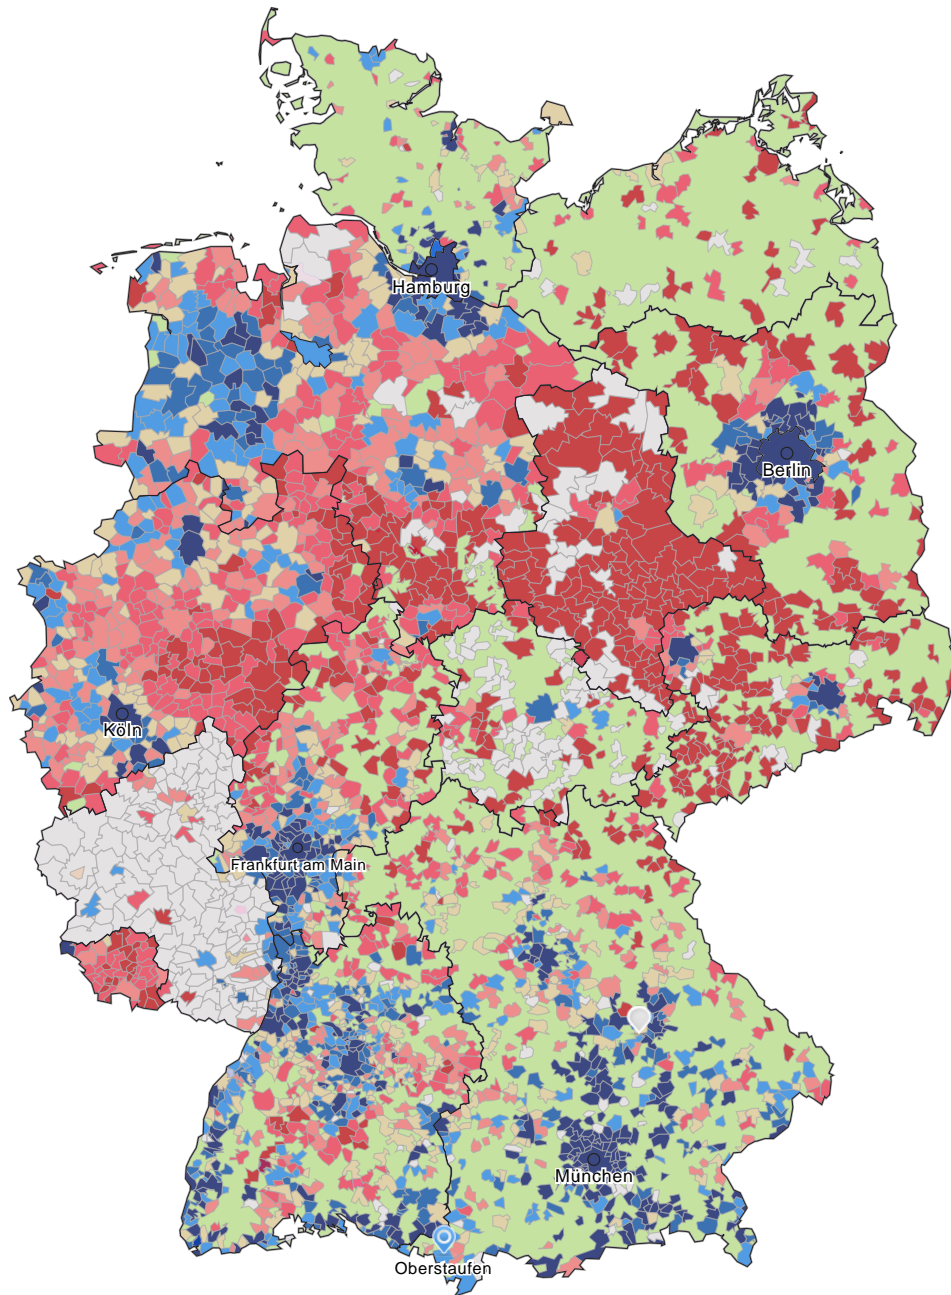 Hamburg
Berlin
Köln
Frankfurt am Main
München
Oberstaufen